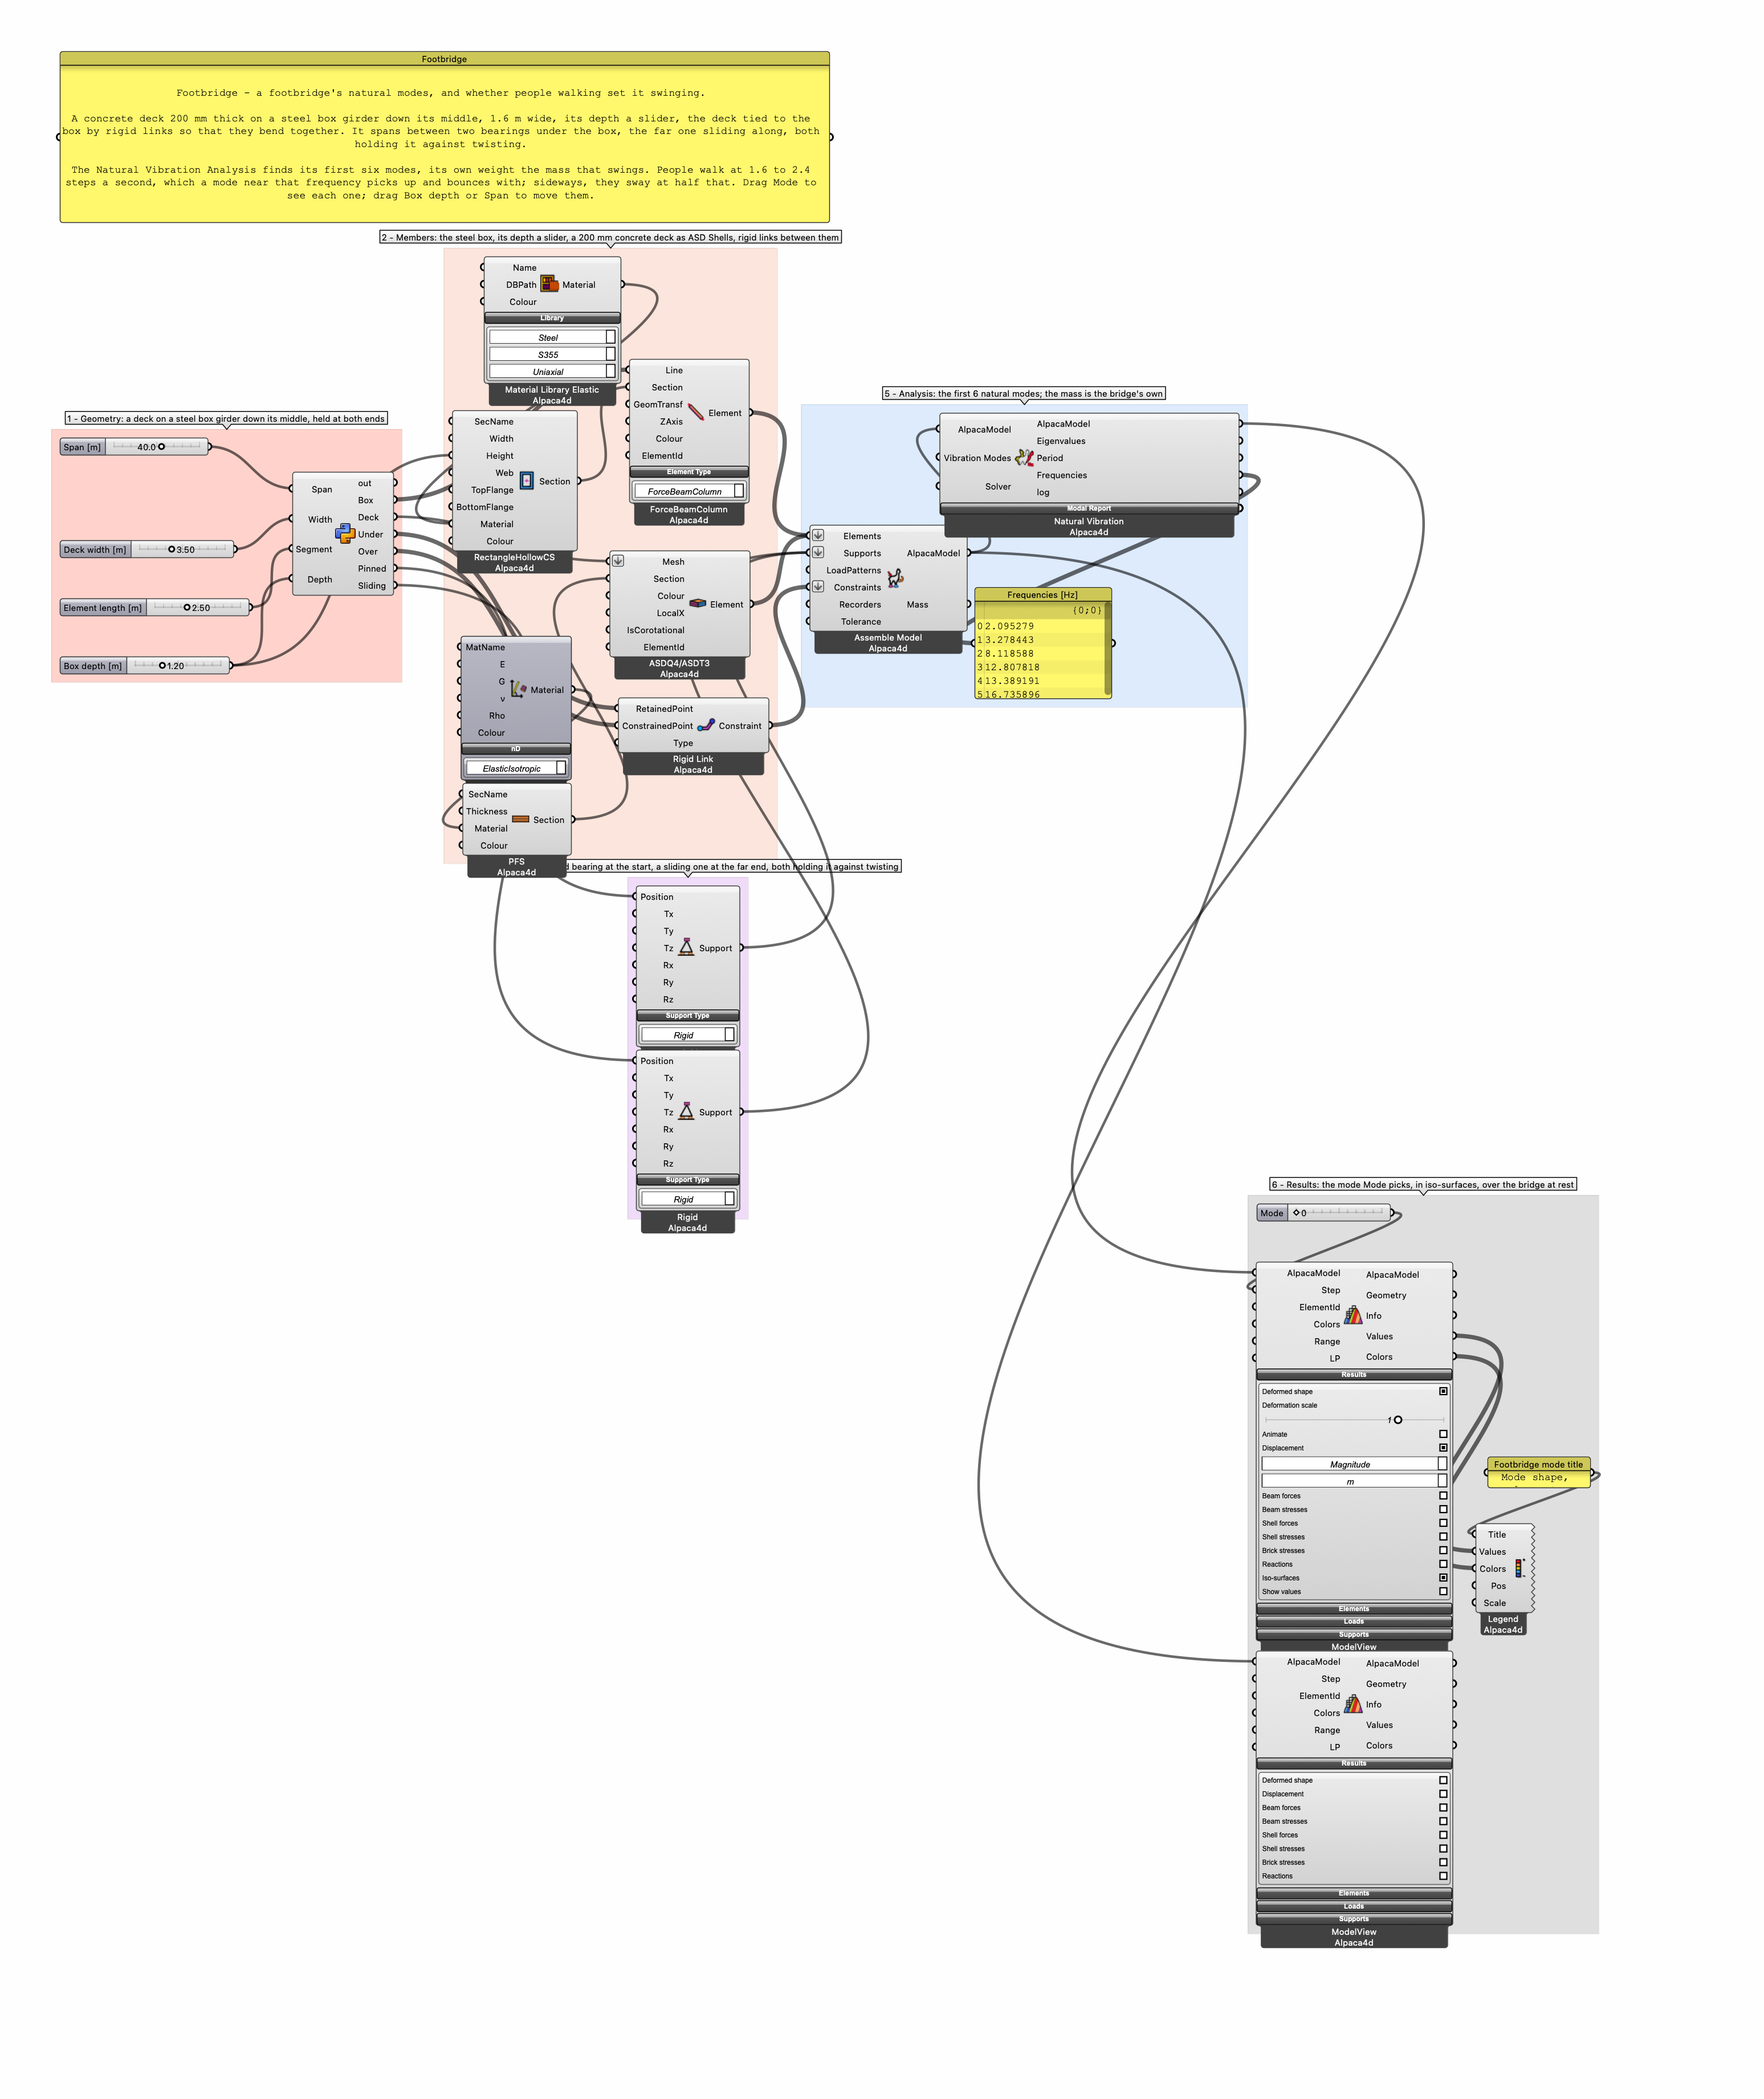 Footbridge
Footbridge - a footbridge's natural modes, and whether people walking set it swinging.
A concrete deck 200 mm thick on a steel box girder down its middle, 1.6 m wide, its depth a slider, the deck tied to the
box by rigid links so that they bend together. It spans between two bearings under the box, the far one sliding along, both
holding it against twisting.
The Natural Vibration Analysis finds its first six modes, its own weight the mass that swings. People walk at 1.6 to 2.4
steps a second, which a mode near that frequency picks up and bounces with; sideways, they sway at half that. Drag Mode to
see each one; drag Box depth or Span to move them.
2 - Members: the steel box, its depth a slider, a 200 mm concrete deck as ASD Shells, rigid links between them
Name
DBPath
Colour
Material
Library
Steel
S355
Uniaxial
Material Library Elastic
Alpaca4d
Line
Section
GeomTransf
ZAxis
Colour
ElementId
Element
Element Type
ForceBeamColumn
ForceBeamColumn
Alpaca4d
1 - Geometry: a deck on a steel box girder down its middle, held at both ends
Span [m]
40.0
Deck width [m]
3.50
Element length [m]
2.50
Box depth [m]
1.20
Span
Width
Segment
Depth
out
Box
Deck
Under
Over
Pinned
Sliding
SecName
Width
Height
Web
TopFlange
BottomFlange
Material
Colour
Section
RectangleHollowCS
Alpaca4d
Mesh
Section
Colour
LocalX
IsCorotational
ElementId
Element
ASDQ4/ASDT3
Alpaca4d
MatName
E
G
v
Rho
Colour
Material
nD
ElasticIsotropic
RetainedPoint
ConstrainedPoint
Type
Constraint
Rigid Link
Alpaca4d
SecName
Thickness
Material
Colour
Section
PFS
Alpaca4d
5 - Analysis: the first 6 natural modes; the mass is the bridge's own
AlpacaModel
Vibration Modes
Solver
AlpacaModel
Eigenvalues
Period
Frequencies
log
Modal Report
Natural Vibration
Alpaca4d
Elements
Supports
LoadPatterns
Constraints
Recorders
Tolerance
AlpacaModel
Mass
Assemble Model
Alpaca4d
Frequencies [Hz]
{0;0}
0 2.095279
1 3.278443
2 8.118588
3 12.807818
4 13.389191
5 16.735896
d bearing at the start, a sliding one at the far end, both holding it against twisting
Position
Tx
Ty
Tz
Rx
Ry
Rz
Support
Support Type
Rigid
Position
Tx
Ty
Tz
Rx
Ry
Rz
Support
Support Type
Rigid
Rigid
Alpaca4d
6 - Results: the mode Mode picks, in iso-surfaces, over the bridge at rest
Mode
0
AlpacaModel
Step
ElementId
Colors
Range
LP
AlpacaModel
Geometry
Info
Values
Colors
Results
Deformed shape
Deformation scale
1
Animate
Displacement
Magnitude
m
Beam forces
Beam stresses
Shell forces
Shell stresses
Brick stresses
Reactions
Iso-surfaces
Show values
Elements
Loads
Supports
ModelView
Footbridge mode title
Mode shape,
Title
Values
Colors
Pos
Scale
Legend
Alpaca4d
AlpacaModel
Step
ElementId
Colors
Range
LP
AlpacaModel
Geometry
Info
Values
Colors
Results
Deformed shape
Displacement
Beam forces
Beam stresses
Shell forces
Shell stresses
Brick stresses
Reactions
Elements
Loads
Supports
ModelView
Alpaca4d